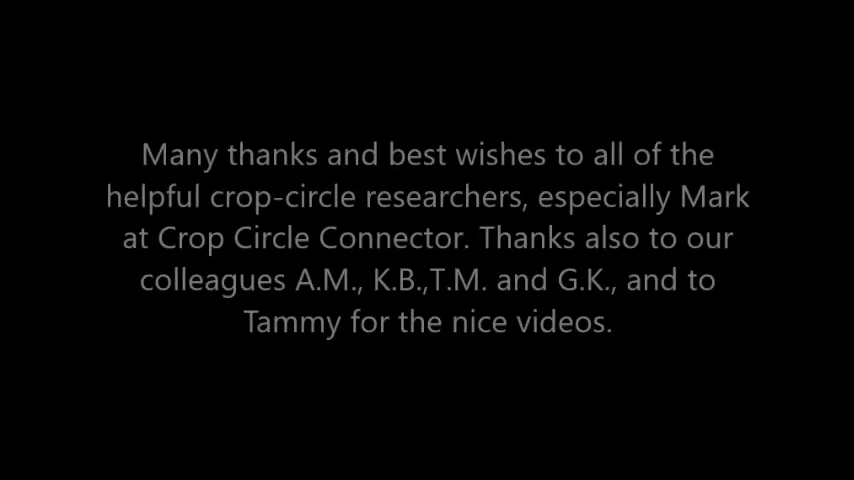 Many thanks and best wishes to all of the
helpful crop-circle researchers, especially Mark
at Crop Circle Connector. Thanks also to our
colleagues A.M., K.B.,T.M. and G.K., and to
Tammy for the nice videos.